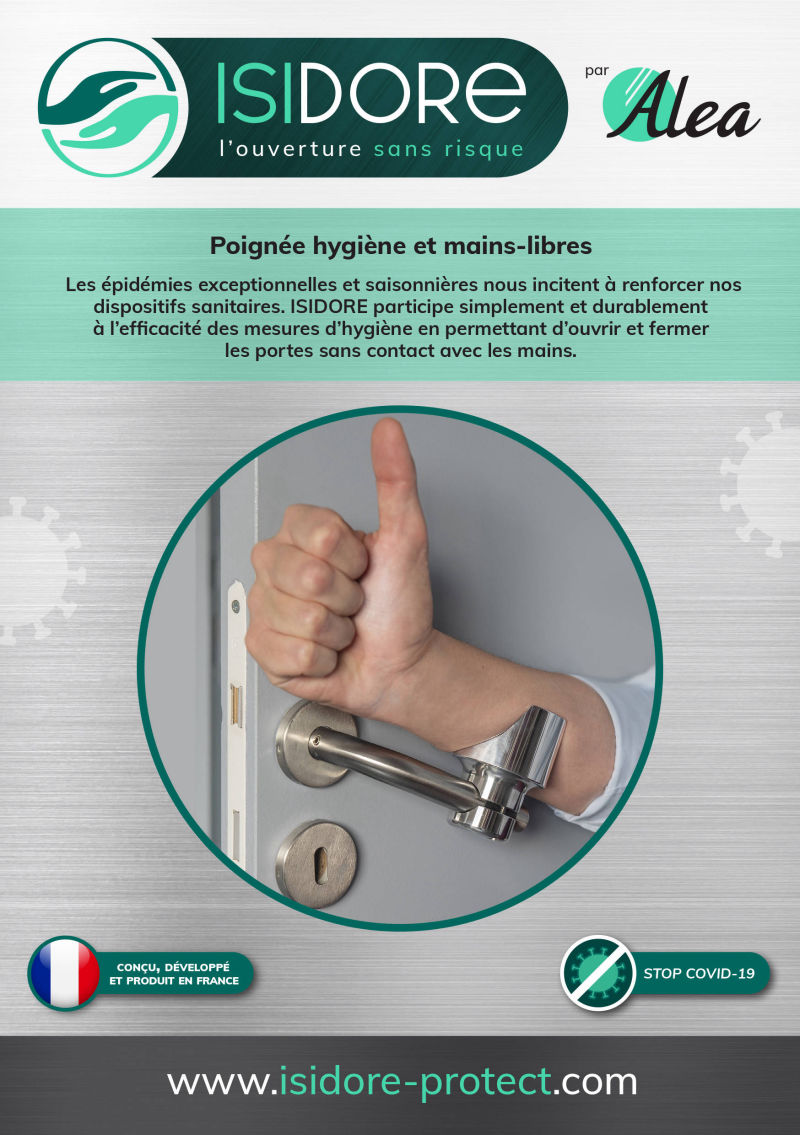 ISIDORE
l'ouverture sans risque
par Alea
Poignée hygiène et mains-libres
Les épidémies exceptionnelles et saisonnières nous incitent à renforcer nos
dispositifs sanitaires. ISIDORE participe simplement et durablement
à l'efficacité des mesures d'hygiène en permettant d'ouvrir et fermer
les portes sans contact avec les mains.
CONÇU, DÉVELOPPÉ
ET PRODUIT EN FRANCE
STOP COVID-19
www.isidore-protect.com